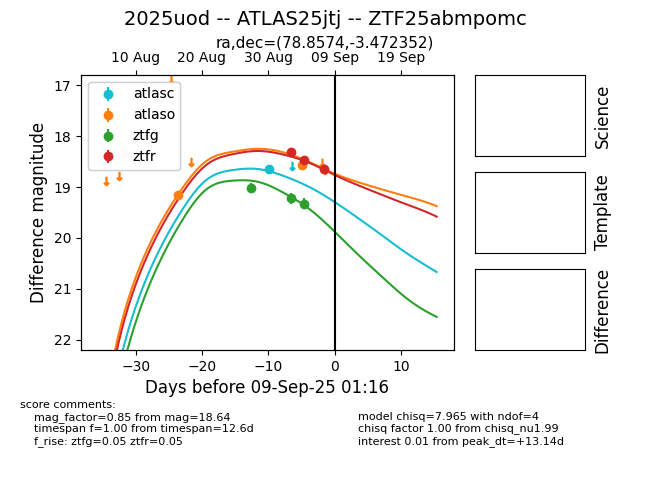 2025uod -- ATLAS25jtj -- ZTF25abmpomc
ra,dec=(78.8574,-3.472352)
10 Aug 20 Aug 30 Aug 09 Sep 19 Sep
17
18
19
20
21
22
Difference magnitude
atlasc
atlaso
ztfg
ztfr
−30 −20 −10 0 10
Days before 09-Sep-25 01:16
Science
Template
Difference
score comments:
mag_factor=0.85 from mag=18.64
timespan f=1.00 from timespan=12.6d
f_rise: ztfg=0.05 ztfr=0.05
model chisq=7.965 with ndof=4
chisq factor 1.00 from chisq_nu1.99
interest 0.01 from peak_dt=+13.14d